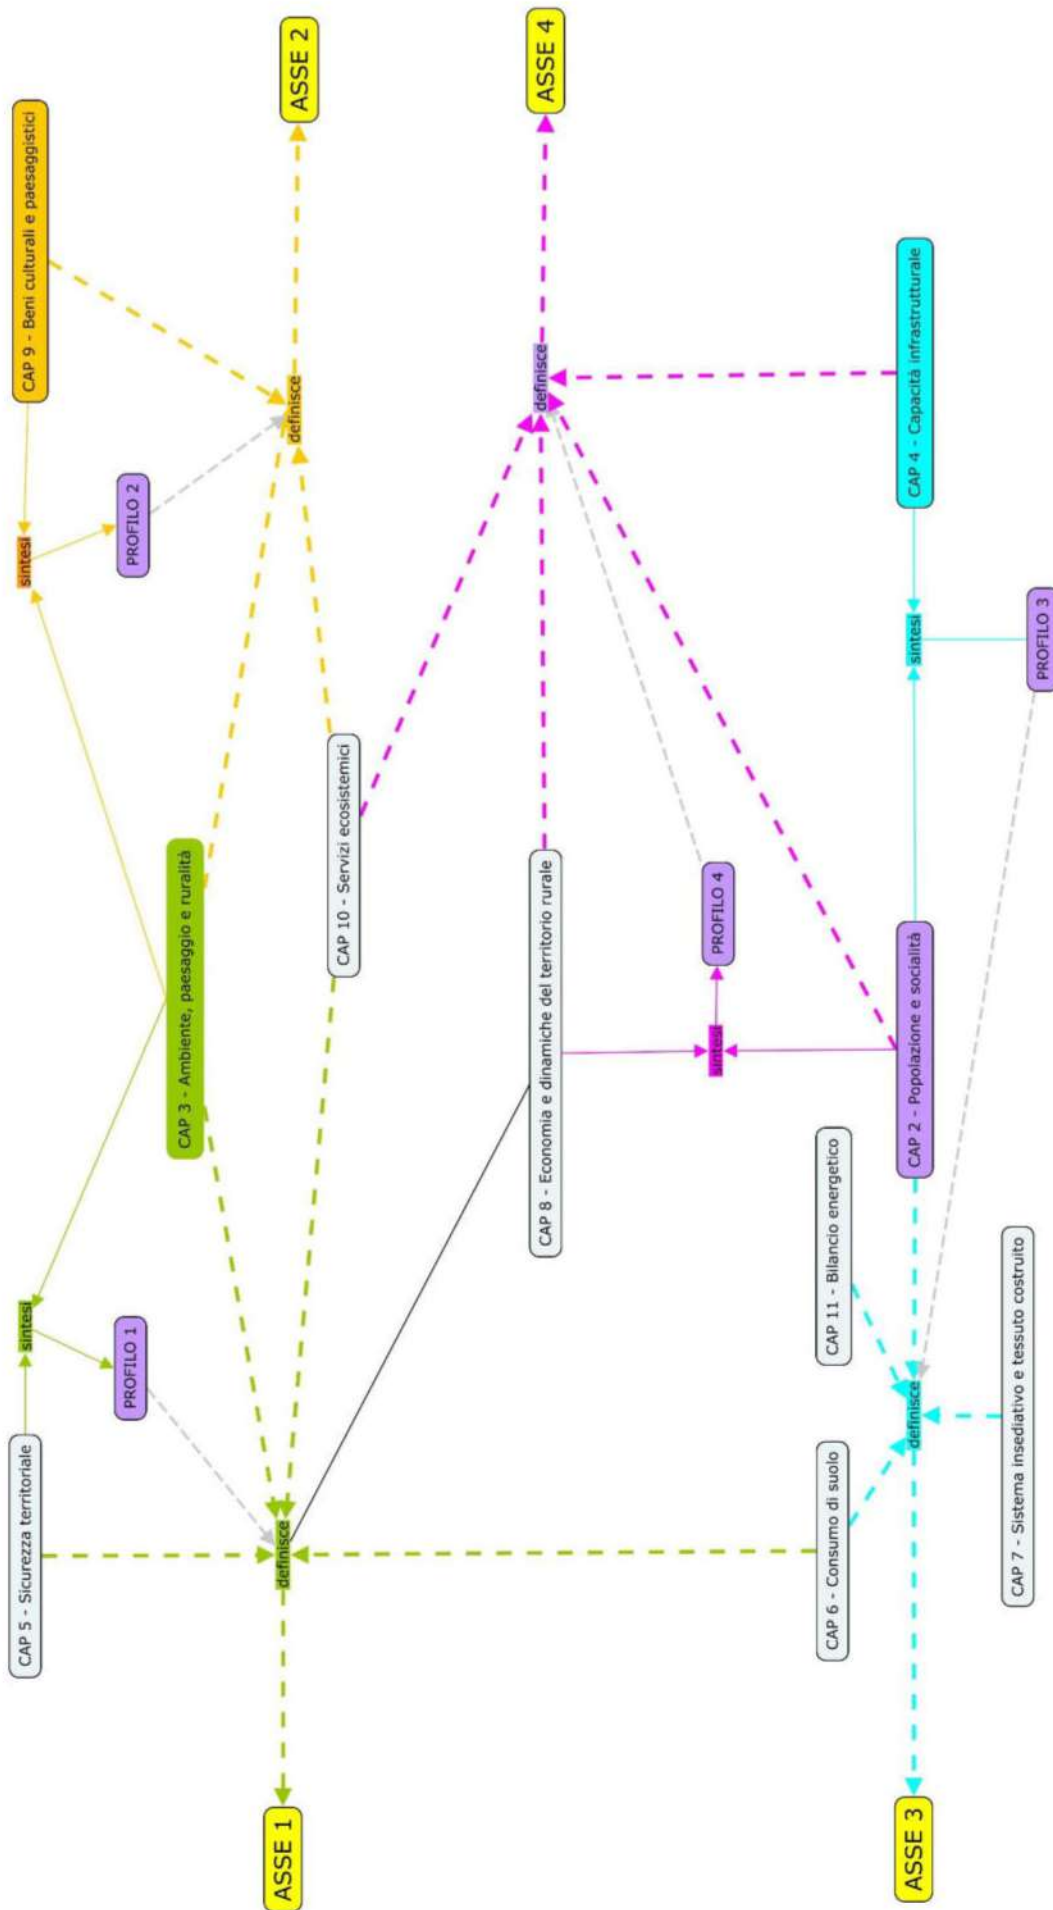 CAP 5 - Sicurezza territoriale
sintesi
sintesi
CAP 9 - Beni culturali e paesaggistici
PROFILO 1
PROFILO 2
CAP 3 - Ambiente, paesaggio e ruralità
ASSE 1
definisce
definisce
ASSE 2
CAP 10 - Servizi ecosistemici
CAP 8 - Economia e dinamiche del territorio rurale
definisce
ASSE 4
sintesi
PROFILO 4
CAP 6 - Consumo di suolo
CAP 11 - Bilancio energetico
ASSE 3
definisce
CAP 2 - Popolazione e socialità
sintesi
CAP 4 - Capacità infrastrutturale
CAP 7 - Sistema insediativo e tessuto costruito
PROFILO 3